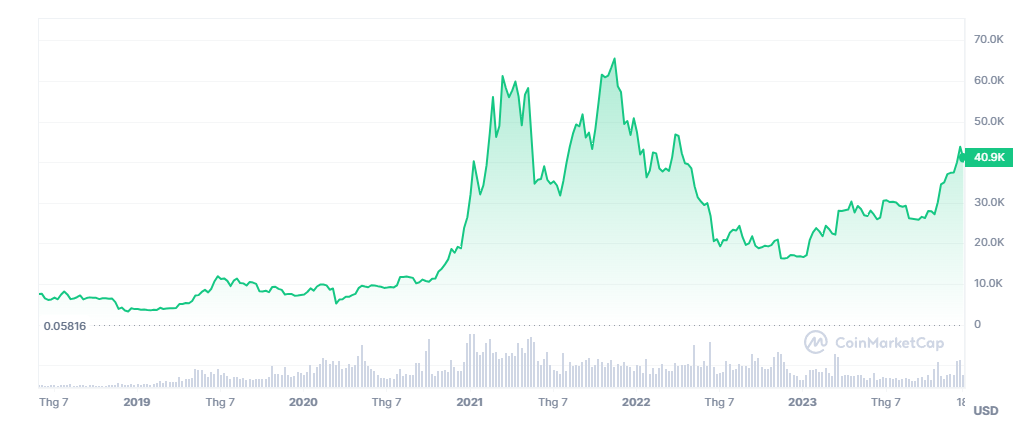 70.0K
60.0K
50.0K
40.9K
30.0K
20.0K
10.0K
0.05816
0
CoinMarketCap
Thg 7 2019 Thg 7 2020 Thg 7 2021 Thg 7 2022 Thg 7 2023 Thg 7 18
USD